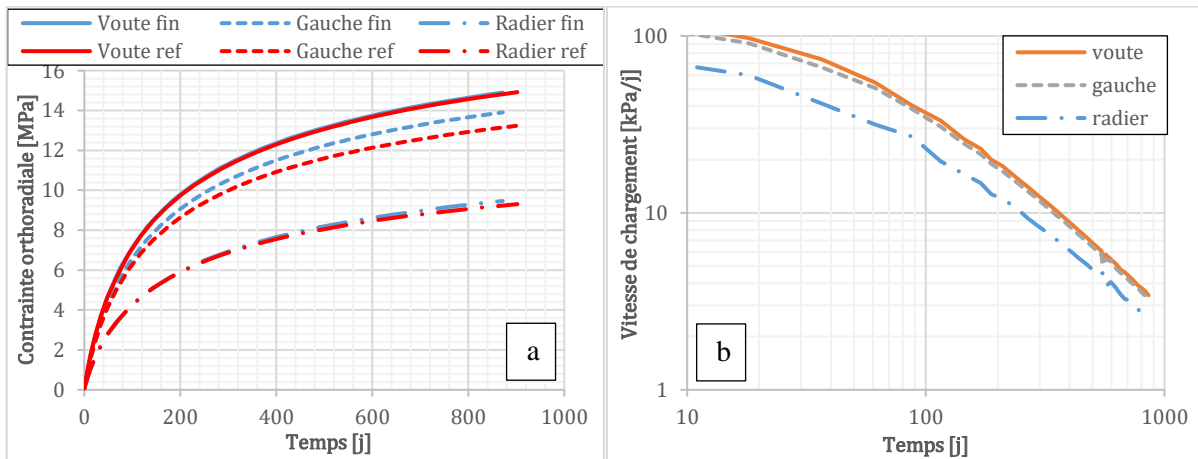 Voute fin Gauche fin Radier fin
Voute ref Gauche ref Radier ref
Contrainte orthoradiale [MPa]
16
14
12
10
8
6
4
2
0
0 200 400 600 800 1000
Temps [j]
a
Vitesse de chargement [kPa/j]
100
10
1
10 100 1000
Temps [j]
voute
gauche
radier
b